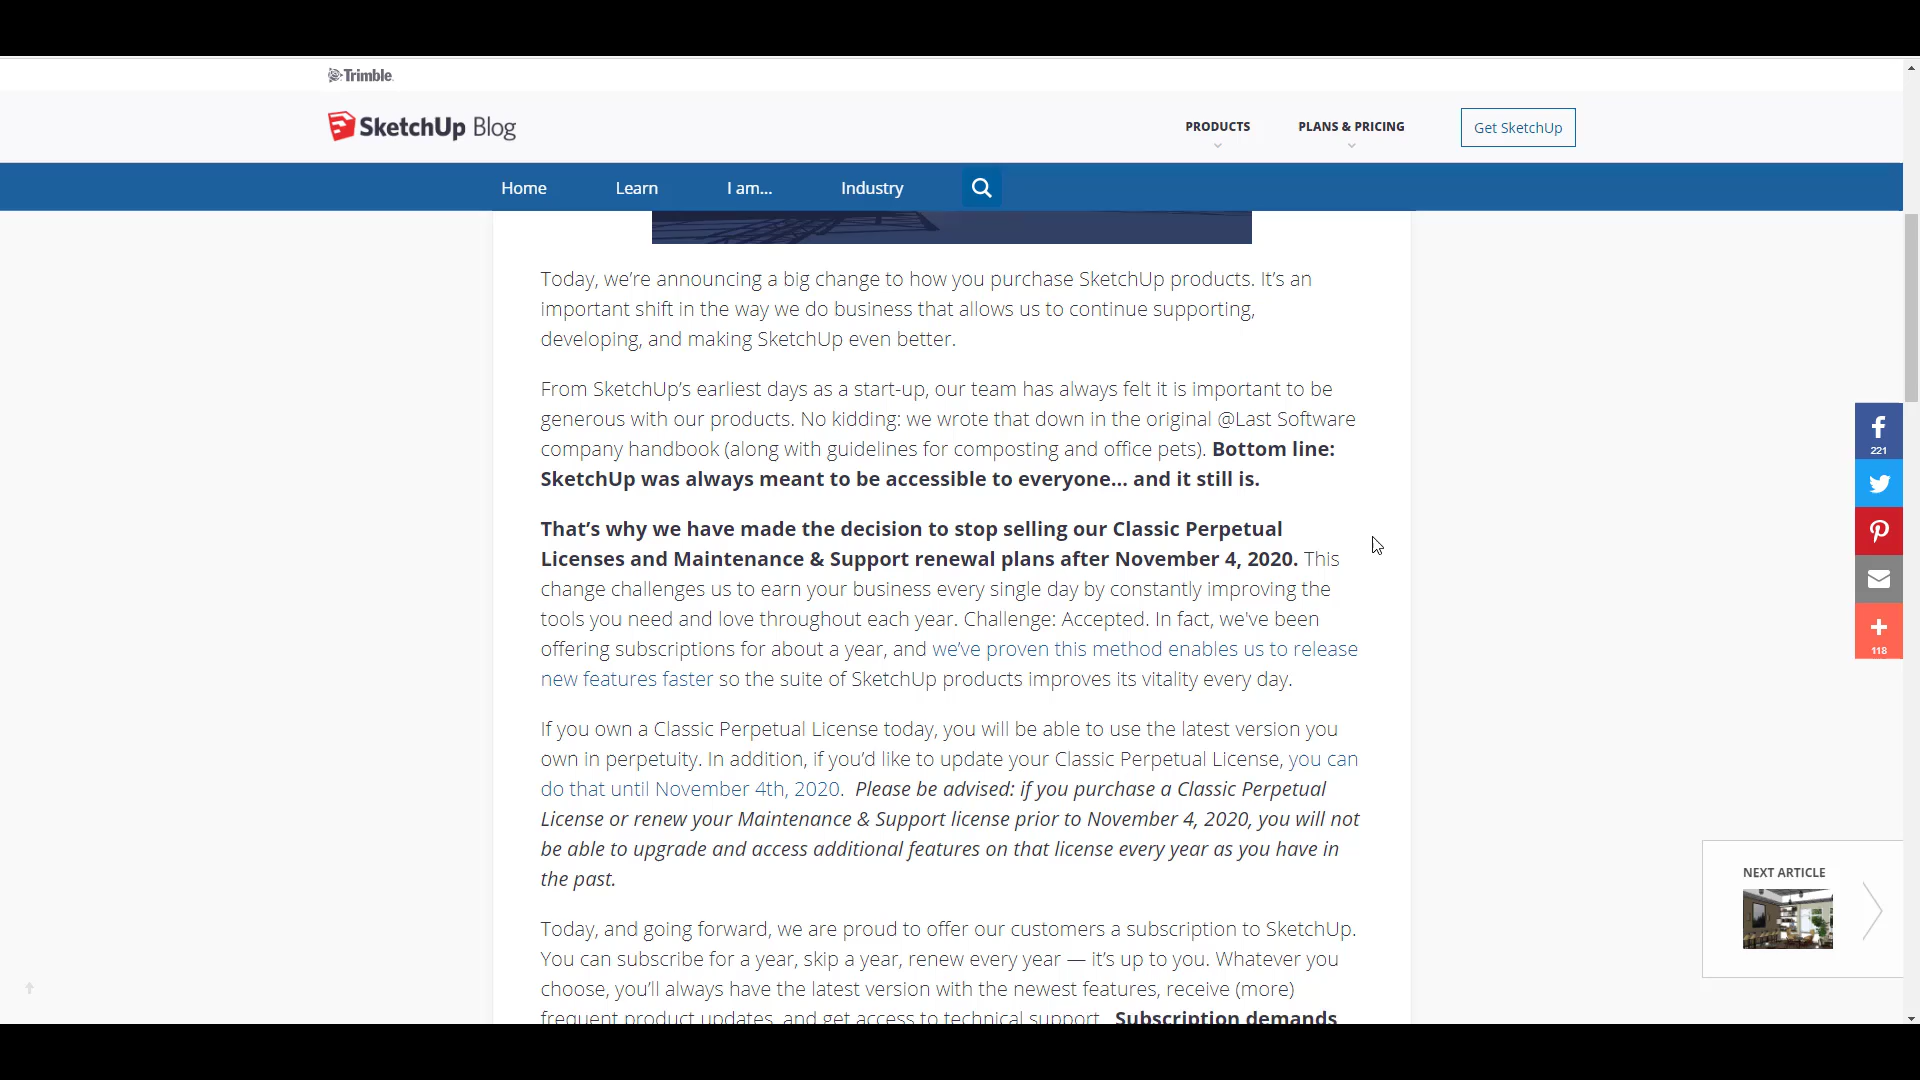 Trimble
SketchUp Blog
PRODUCTS
PLANS & PRICING
Get SketchUp
Home
Learn
I am...
Industry
Today, we’re announcing a big change to how you purchase SketchUp products. It’s an
important shift in the way we do business that allows us to continue supporting,
developing, and making SketchUp even better.
From SketchUp’s earliest days as a start-up, our team has always felt it is important to be
generous with our products. No kidding: we wrote that down in the original @Last Software
company handbook (along with guidelines for composting and office pets). Bottom line:
SketchUp was always meant to be accessible to everyone... and it still is.
That’s why we have made the decision to stop selling our Classic Perpetual
Licenses and Maintenance & Support renewal plans after November 4, 2020. This
change challenges us to earn your business every single day by constantly improving the
tools you need and love throughout each year. Challenge: Accepted. In fact, we've been
offering subscriptions for about a year, and we’ve proven this method enables us to release
new features faster so the suite of SketchUp products improves its vitality every day.
If you own a Classic Perpetual License today, you will be able to use the latest version you
own in perpetuity. In addition, if you’d like to update your Classic Perpetual License, you can
do that until November 4th, 2020. Please be advised: if you purchase a Classic Perpetual
License or renew your Maintenance & Support license prior to November 4, 2020, you will not
be able to upgrade and access additional features on that license every year as you have in
the past.
Today, and going forward, we are proud to offer our customers a subscription to SketchUp.
You can subscribe for a year, skip a year, renew every year — it’s up to you. Whatever you
choose, you’ll always have the latest version with the newest features, receive (more)
frequent product updates, and get access to technical support. Subscription demands
221
118
NEXT ARTICLE